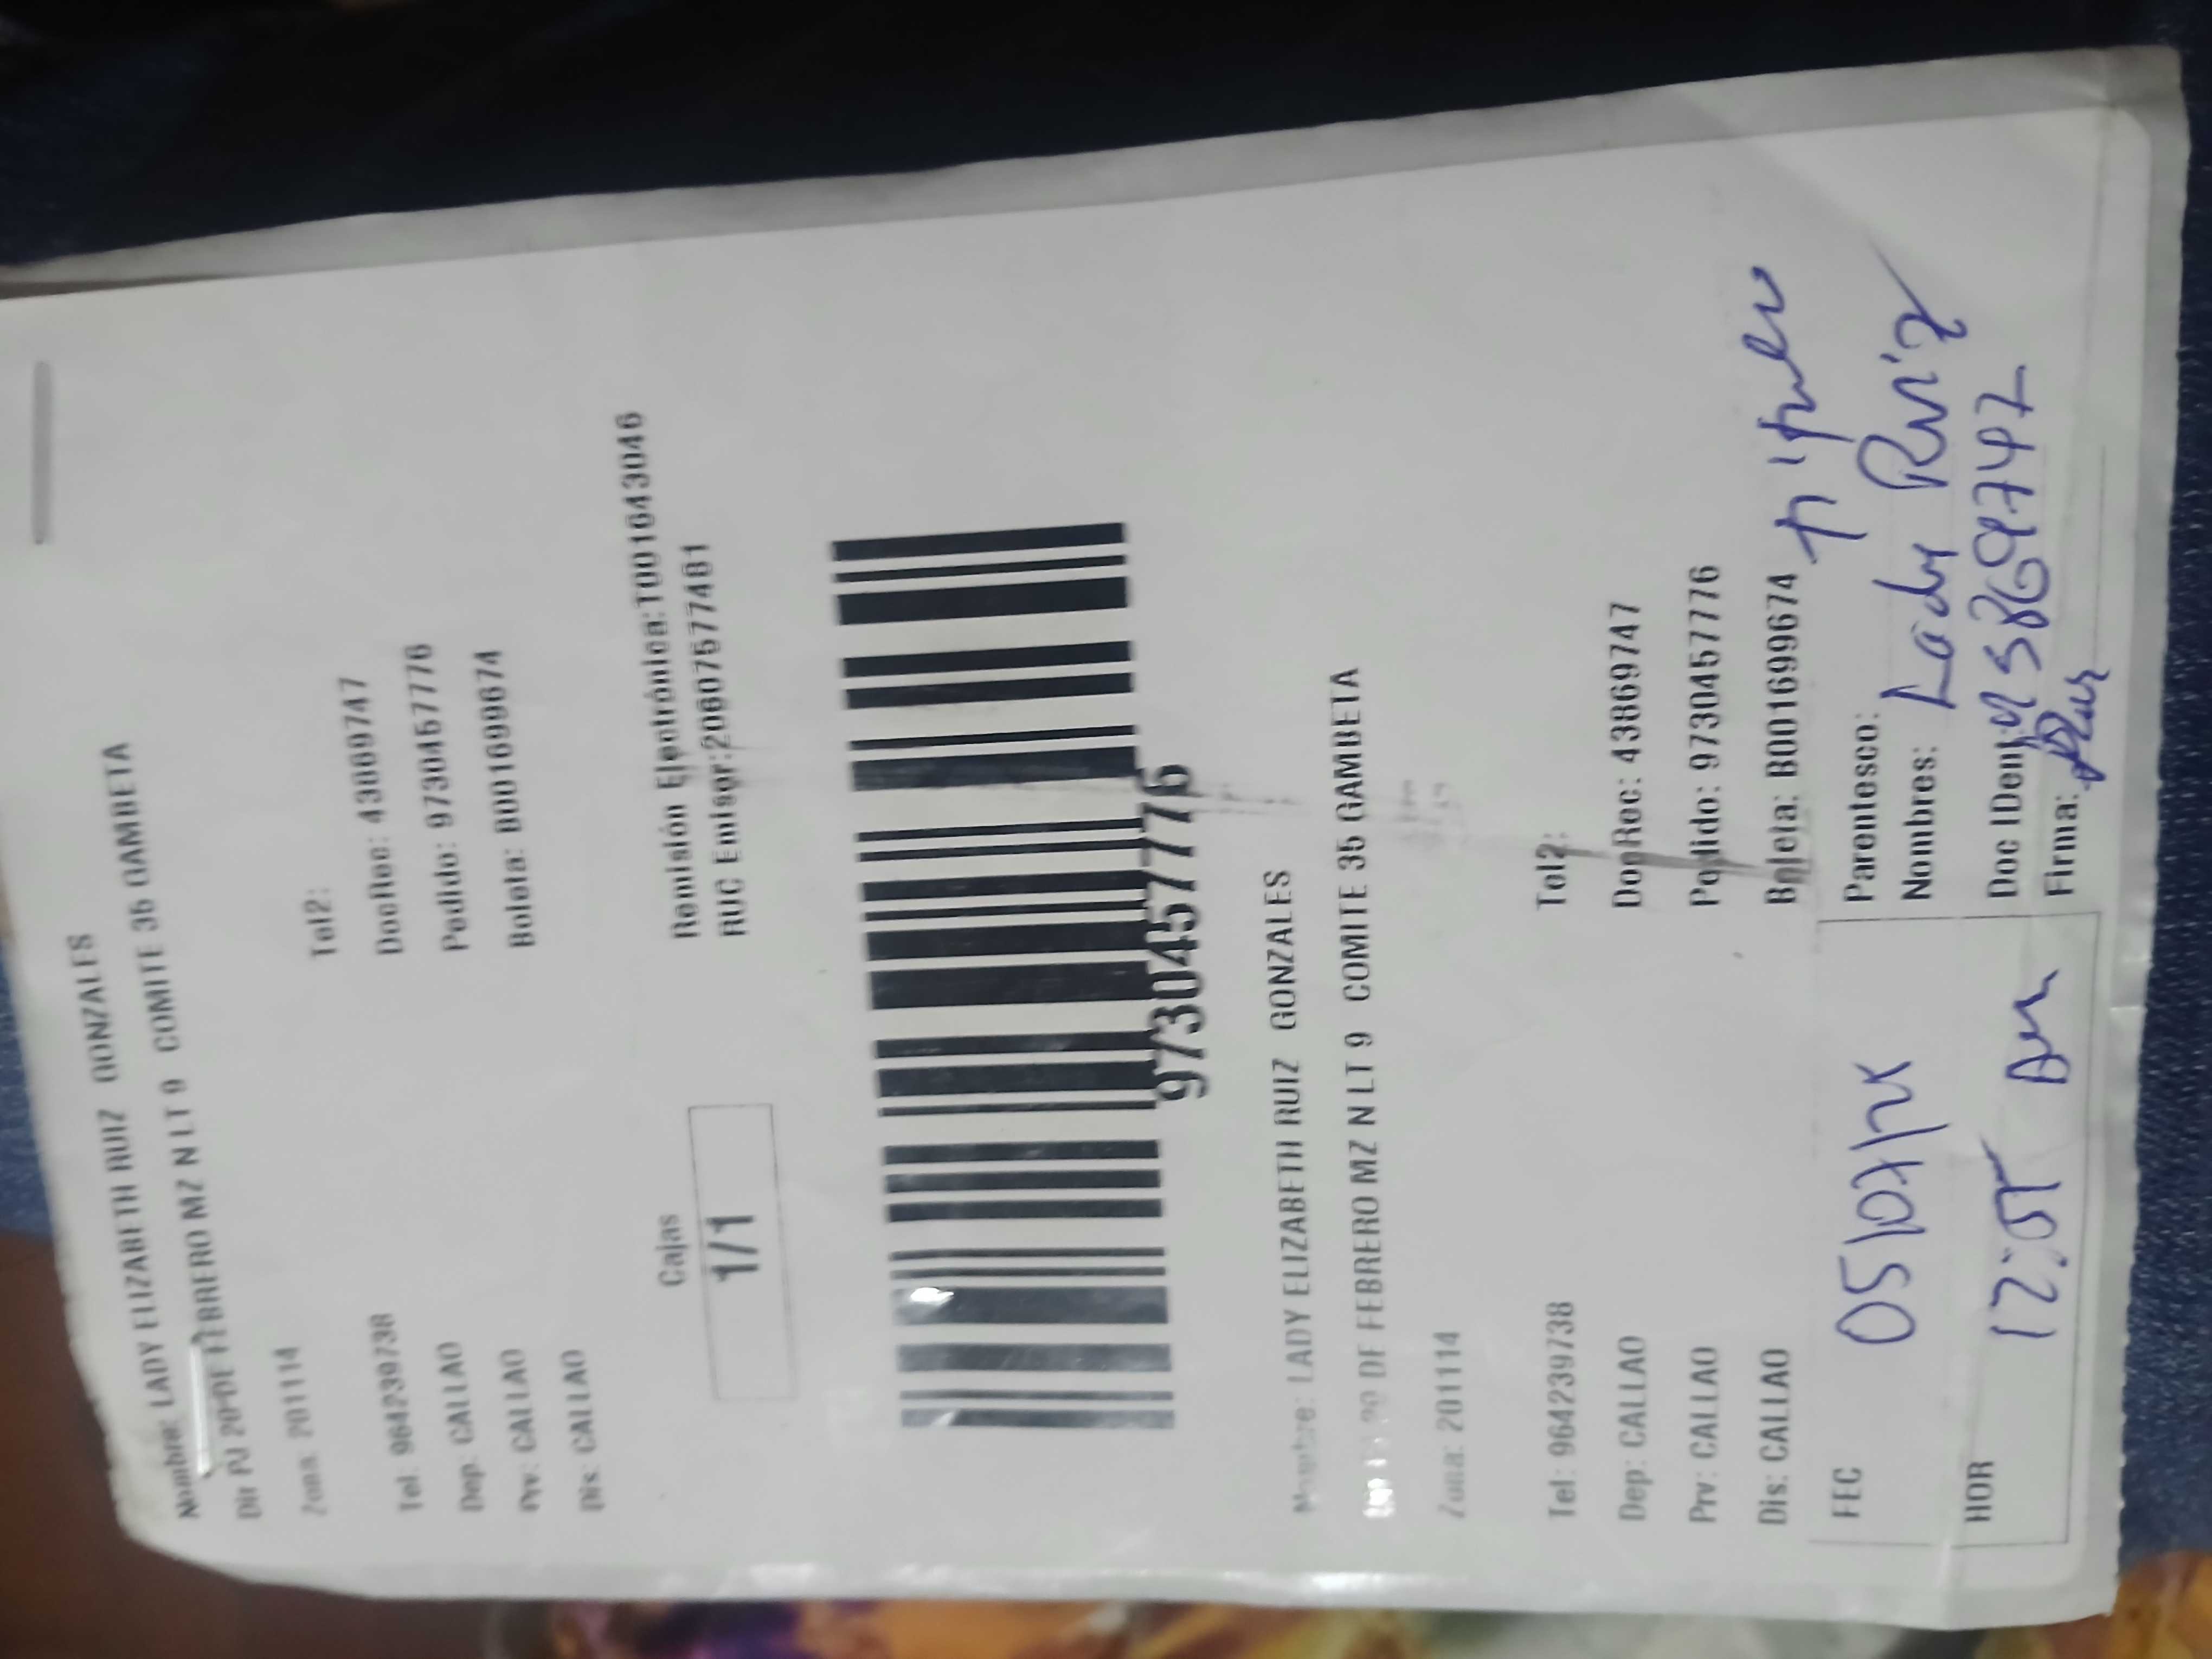 Nombre: LADY ELIZABETH RUIZ GONZALES
Dir PJ 20 DE FEBRERO MZ N LT 9 COMITE 35 GAMBETA
Zona: 201114
Tel2:
Tel: 964239738 DocRec: 43869747
Dep: CALLAO Pedido: 9730457776
Prv: CALLAO Boleta: B001699674
Dis: CALLAO
Cajas Remisión Electrónica:T001643046
1/1 RUC Emisor:20607577481
9730457776
Nombre: LADY ELIZABETH RUIZ GONZALES
20 DE FEBRERO MZ N LT 9 COMITE 35 GAMBETA
Zona: 201114
Tel: 964239738 Tel2:
Dep: CALLAO DocRec: 43869747
Prv: CALLAO Pedido: 9730457776
Dis: CALLAO Boleta: B001699674
FEC Parentesco:
Nombres: Lady Ruiz
HOR 12:05 Doc IDen: 43869747
Firma: